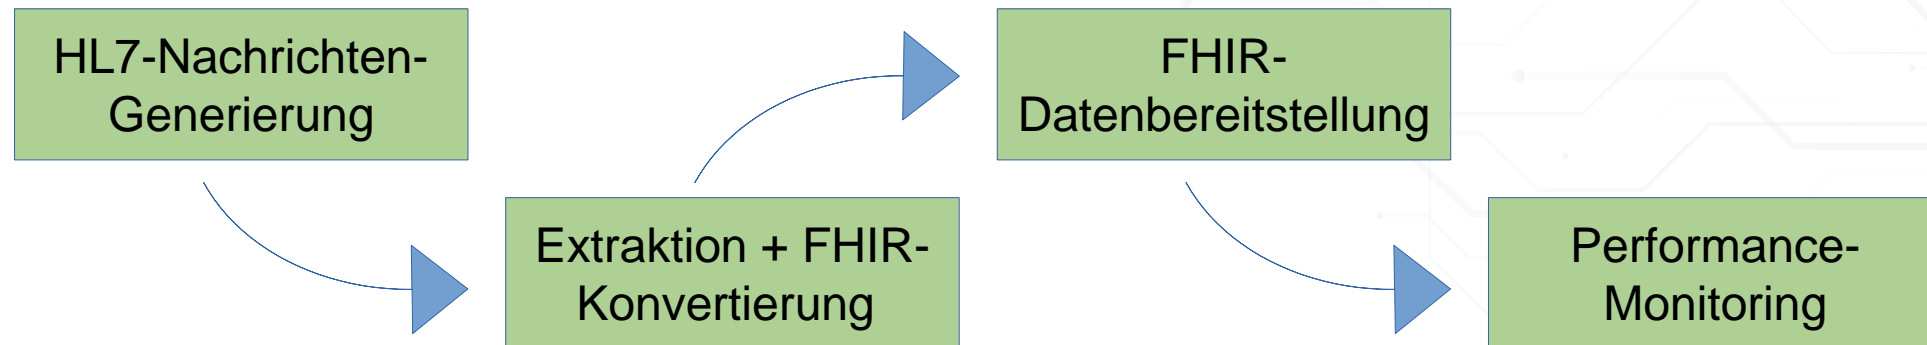 HL7-Nachrichten-
Generierung
Extraktion + FHIR-
Konvertierung
FHIR-
Datenbereitstellung
Performance-
Monitoring